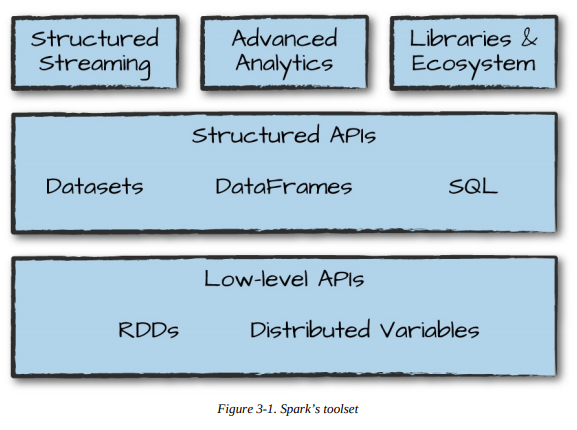 Structured
Streaming
Advanced
Analytics
Libraries &
Ecosystem
Structured APIs
Datasets DataFrames SQL
Low-level APIs
RDDs Distributed Variables
Figure 3-1. Spark's toolset